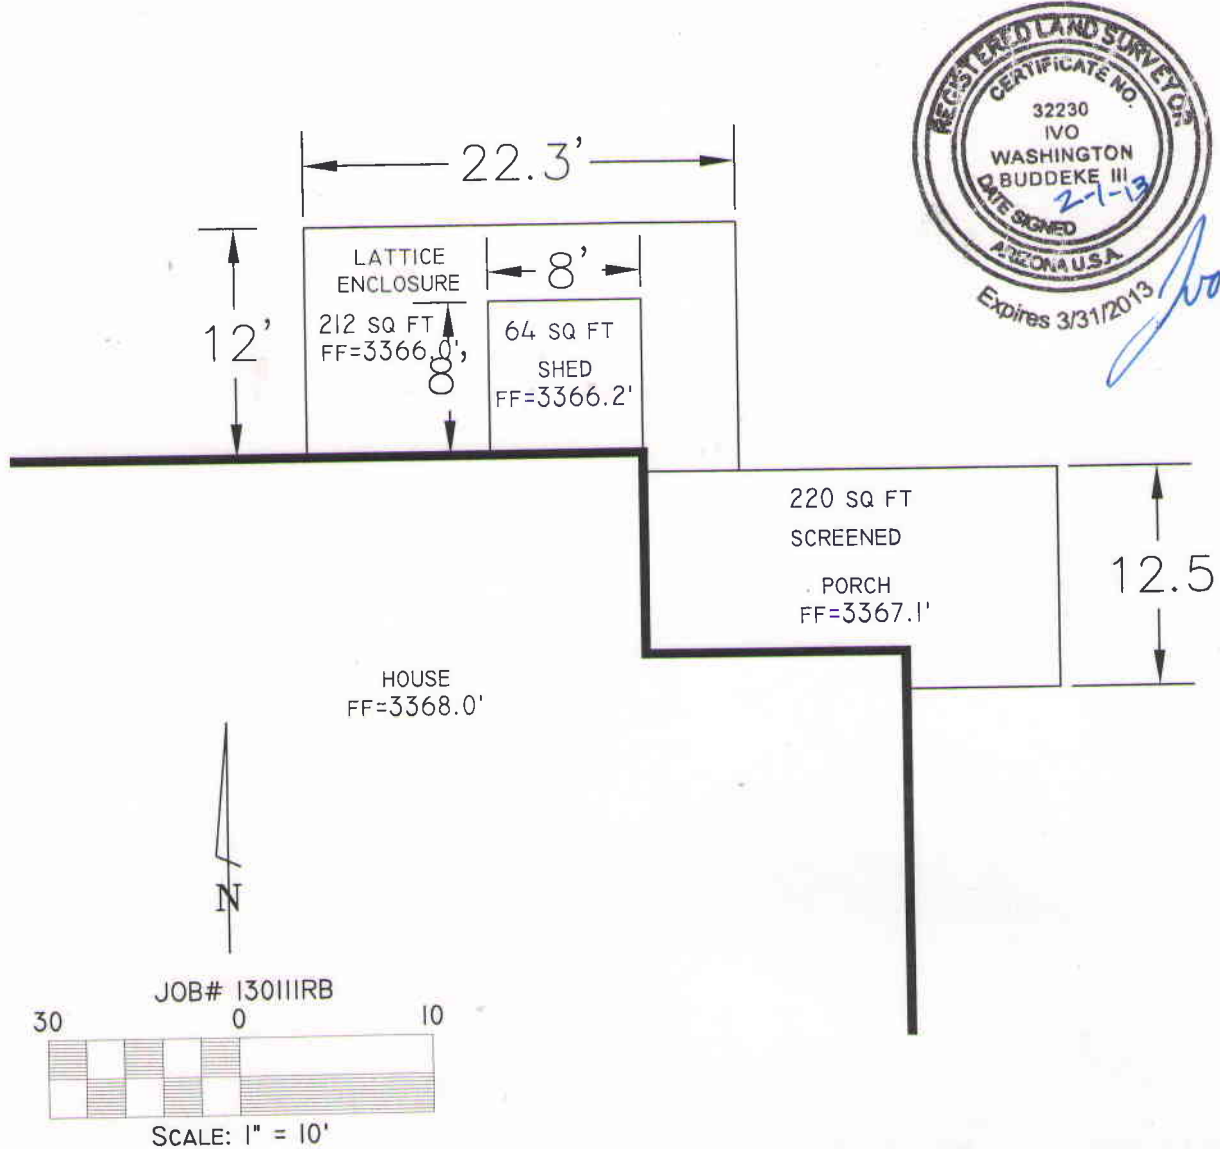 REGISTERED LAND SURVEYOR
CERTIFICATE NO.
32230
IVO
WASHINGTON
BUDDEKE III
2-1-13
DATE SIGNED
ARIZONA U.S.A.
Expires 3/31/2013
Ivo
22.3'
12'
LATTICE
ENCLOSURE
212 SQ FT
FF=3366.0'
8'
8'
64 SQ FT
SHED
FF=3366.2'
220 SQ FT
SCREENED
PORCH
FF=3367.1'
12.5
HOUSE
FF=3368.0'
N
JOB# 130111RB
30 0 10
SCALE: 1" = 10'